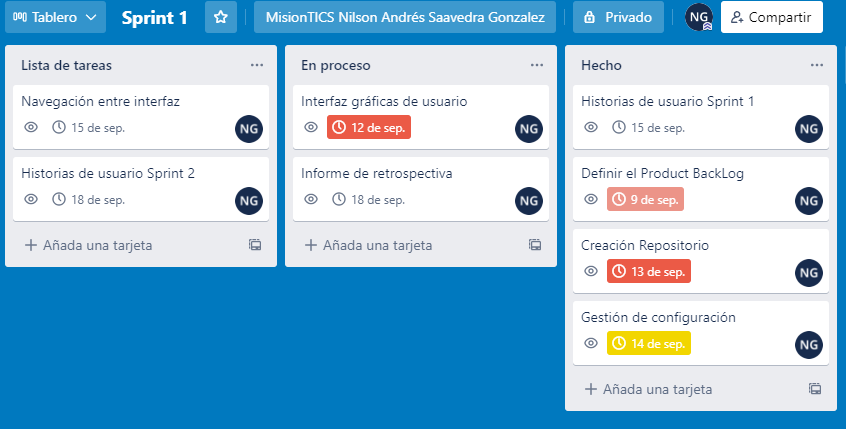 Tablero
Sprint 1
MisionTICS Nilson Andrés Saavedra Gonzalez
Privado
NG
Compartir
Lista de tareas
Navegación entre interfaz
15 de sep.
NG
Historias de usuario Sprint 2
18 de sep.
NG
Añada una tarjeta
En proceso
Interfaz gráficas de usuario
12 de sep.
NG
Informe de retrospectiva
18 de sep.
NG
Añada una tarjeta
Hecho
Historias de usuario Sprint 1
15 de sep.
NG
Definir el Product BackLog
9 de sep.
NG
Creación Repositorio
13 de sep.
NG
Gestión de configuración
14 de sep.
NG
Añada una tarjeta